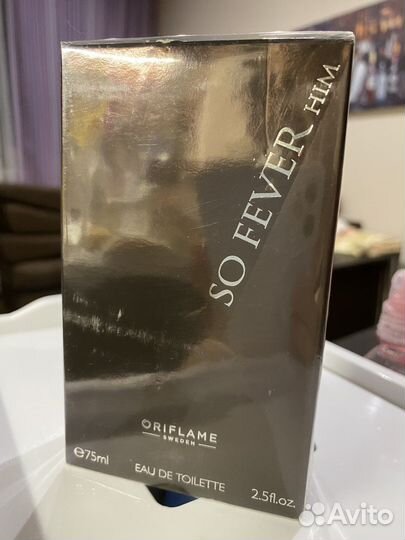 SO FEVER HIM
ORIFLAME
SWEDEN
℮75ml EAU DE TOILETTE 2.5fl.oz.
Avito